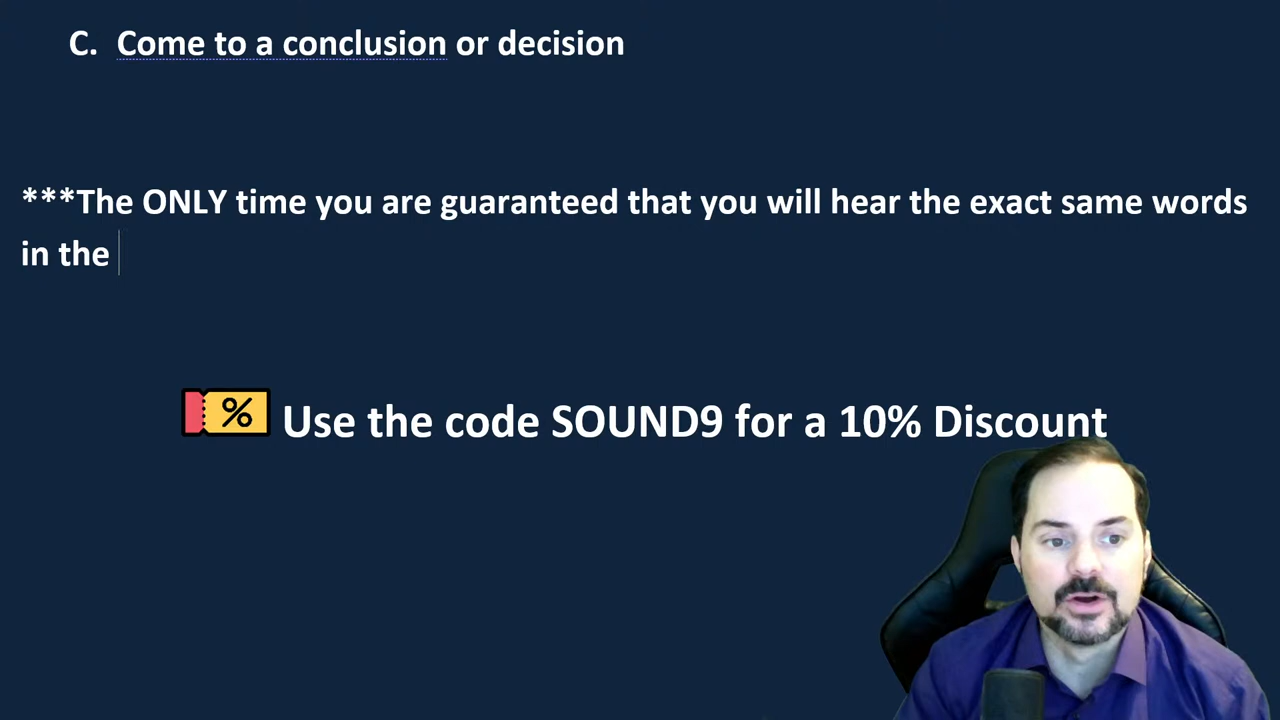 C. Come to a conclusion or decision
***The ONLY time you are guaranteed that you will hear the exact same words
in the
% Use the code SOUND9 for a 10% Discount